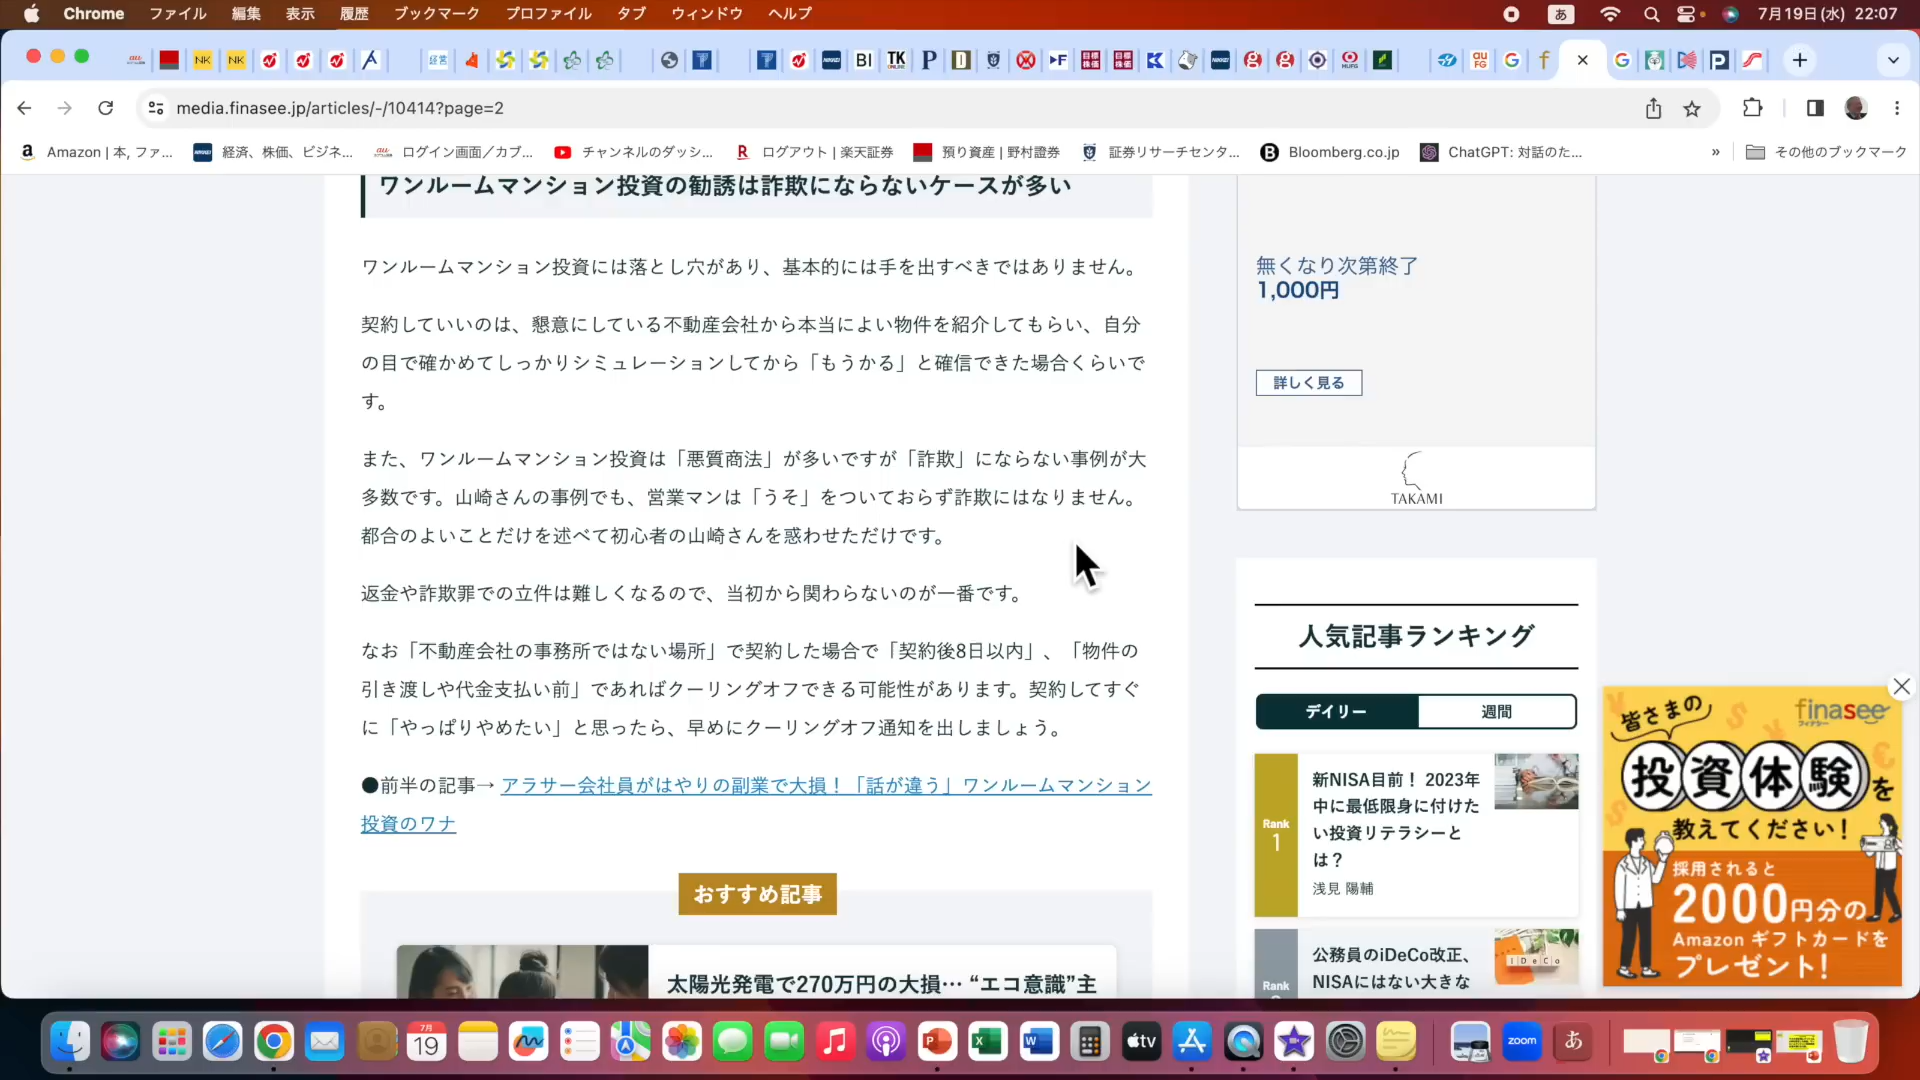 Chrome ファイル 編集 表示 履歴 ブックマーク プロファイル タブ ウィンドウ ヘルプ あ 7月19日(水) 22:07
media.finasee.jp/articles/-/10414?page=2
Amazon | 本, ファ... 経済、株価、ビジネ... ログイン画面／カブ... チャンネルのダッシ... ログアウト | 楽天証券 預り資産 | 野村證券 証券リサーチセンタ... Bloomberg.co.jp ChatGPT: 対話のた... » その他のブックマーク
ワンルームマンション投資の勧誘は詐欺にならないケースが多い
ワンルームマンション投資には落とし穴があり、基本的には手を出すべきではありません。
契約していいのは、懇意にしている不動産会社から本当によい物件を紹介してもらい、自分
の目で確かめてしっかりシミュレーションしてから「もうかる」と確信できた場合くらいで
す。
また、ワンルームマンション投資は「悪質商法」が多いですが「詐欺」にならない事例が大
多数です。山崎さんの事例でも、営業マンは「うそ」をついておらず詐欺にはなりません。
都合のよいことだけを述べて初心者の山崎さんを惑わせただけです。
返金や詐欺罪での立件は難しくなるので、当初から関わらないのが一番です。
なお「不動産会社の事務所ではない場所」で契約した場合で「契約後8日以内」、「物件の
引き渡しや代金支払い前」であればクーリングオフできる可能性があります。契約してすぐ
に「やっぱりやめたい」と思ったら、早めにクーリングオフ通知を出しましょう。
●前半の記事→ アラサー会社員がはやりの副業で大損！「話が違う」ワンルームマンション
投資のワナ
おすすめ記事
太陽光発電で270万円の大損… “エコ意識”主
無くなり次第終了
1,000円
詳しく見る
TAKAMI
人気記事ランキング
デイリー 週間
Rank
1
新NISA目前！ 2023年
中に最低限身に付けた
い投資リテラシーと
は？
浅見 陽輔
Rank
公務員のiDeCo改正、
NISAにはない大きな
皆さまの
finasee
フィナシー
投資体験を
教えてください！
採用されると
2000円分の
Amazon ギフトカードを
プレゼント！
7月
19
tv
zoom
あ